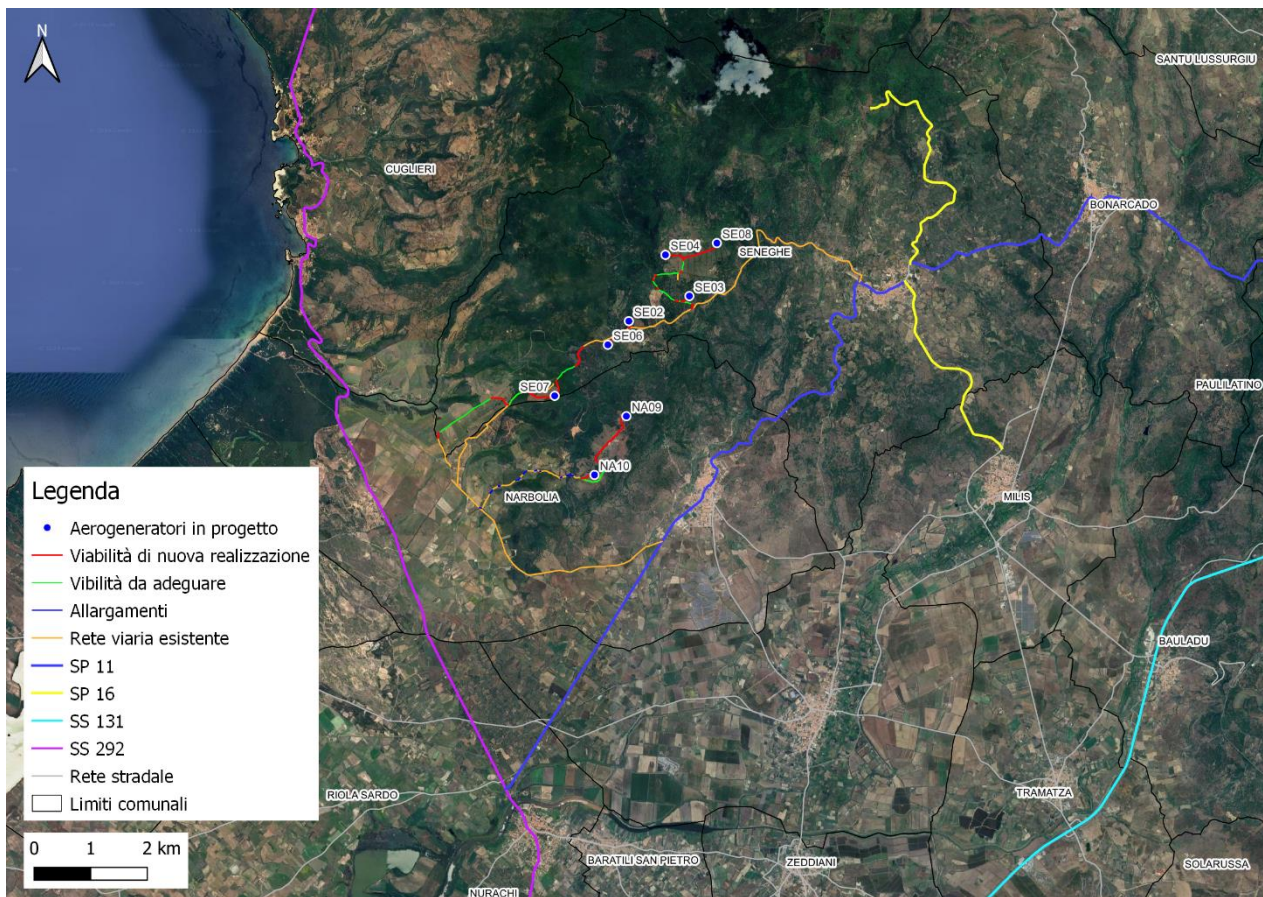 N
SANTU LUSSURGIU
CUGLIERI
BONARCADO
SE08
SE04
SENEGHE
SE03
SE02
SE06
PAULILATINO
SE07
NA09
NA10
NARBOLIA
MILIS
Legenda
Aerogeneratori in progetto
Viabilità di nuova realizzazione
Vibilità da adeguare
Allargamenti
Rete viaria esistente
SP 11
SP 16
SS 131
SS 292
Rete stradale
Limiti comunali
BAULADU
RIOLA SARDO
TRAMATZA
0 1 2 km
BARATILI SAN PIETRO
ZEDDIANI
SOLARUSSA
NURACHI